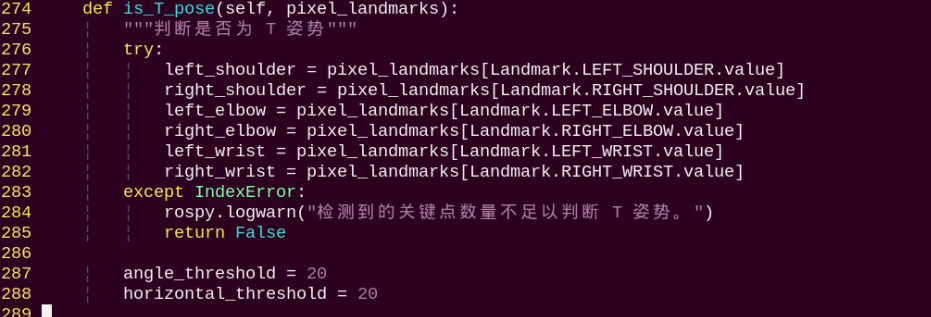 274     def is_T_pose(self, pixel_landmarks):
275         """判断是否为 T 姿势"""
276         try:
277             left_shoulder = pixel_landmarks[Landmark.LEFT_SHOULDER.value]
278             right_shoulder = pixel_landmarks[Landmark.RIGHT_SHOULDER.value]
279             left_elbow = pixel_landmarks[Landmark.LEFT_ELBOW.value]
280             right_elbow = pixel_landmarks[Landmark.RIGHT_ELBOW.value]
281             left_wrist = pixel_landmarks[Landmark.LEFT_WRIST.value]
282             right_wrist = pixel_landmarks[Landmark.RIGHT_WRIST.value]
283         except IndexError:
284             rospy.logwarn("检测到的关键点数量不足以判断 T 姿势。")
285             return False
286
287         angle_threshold = 20
288         horizontal_threshold = 20
289